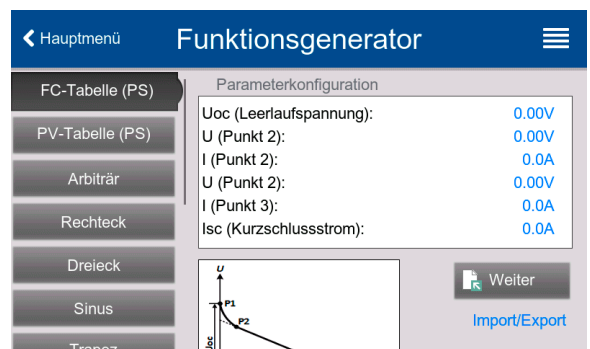 Hauptmenü
Funktionsgenerator
FC-Tabelle (PS)
PV-Tabelle (PS)
Arbiträr
Rechteck
Dreieck
Sinus
Trapez
Parameterkonfiguration
Uoc (Leerlaufspannung): 0.00V
U (Punkt 2): 0.00V
I (Punkt 2): 0.0A
U (Punkt 2): 0.00V
I (Punkt 3): 0.0A
Isc (Kurzschlussstrom): 0.0A
U
P1
P2
Uoc
Weiter
Import/Export